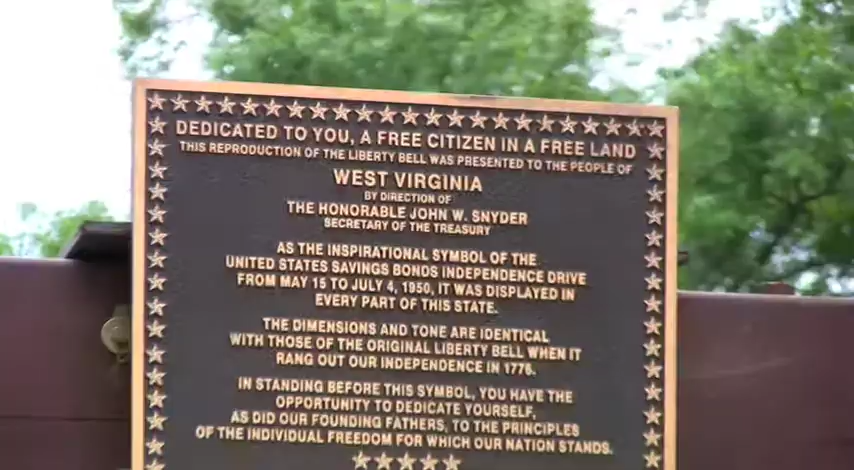 DEDICATED TO YOU, A FREE CITIZEN IN A FREE LAND
THIS REPRODUCTION OF THE LIBERTY BELL WAS PRESENTED TO THE PEOPLE OF
WEST VIRGINIA
BY DIRECTION OF
THE HONORABLE JOHN W. SNYDER
SECRETARY OF THE TREASURY
AS THE INSPIRATIONAL SYMBOL OF THE
UNITED STATES SAVINGS BONDS INDEPENDENCE DRIVE
FROM MAY 15 TO JULY 4, 1950, IT WAS DISPLAYED IN
EVERY PART OF THIS STATE.
THE DIMENSIONS AND TONE ARE IDENTICAL
WITH THOSE OF THE ORIGINAL LIBERTY BELL WHEN IT
RANG OUT OUR INDEPENDENCE IN 1776.
IN STANDING BEFORE THIS SYMBOL, YOU HAVE THE
OPPORTUNITY TO DEDICATE YOURSELF,
AS DID OUR FOUNDING FATHERS, TO THE PRINCIPLES
OF THE INDIVIDUAL FREEDOM FOR WHICH OUR NATION STANDS.